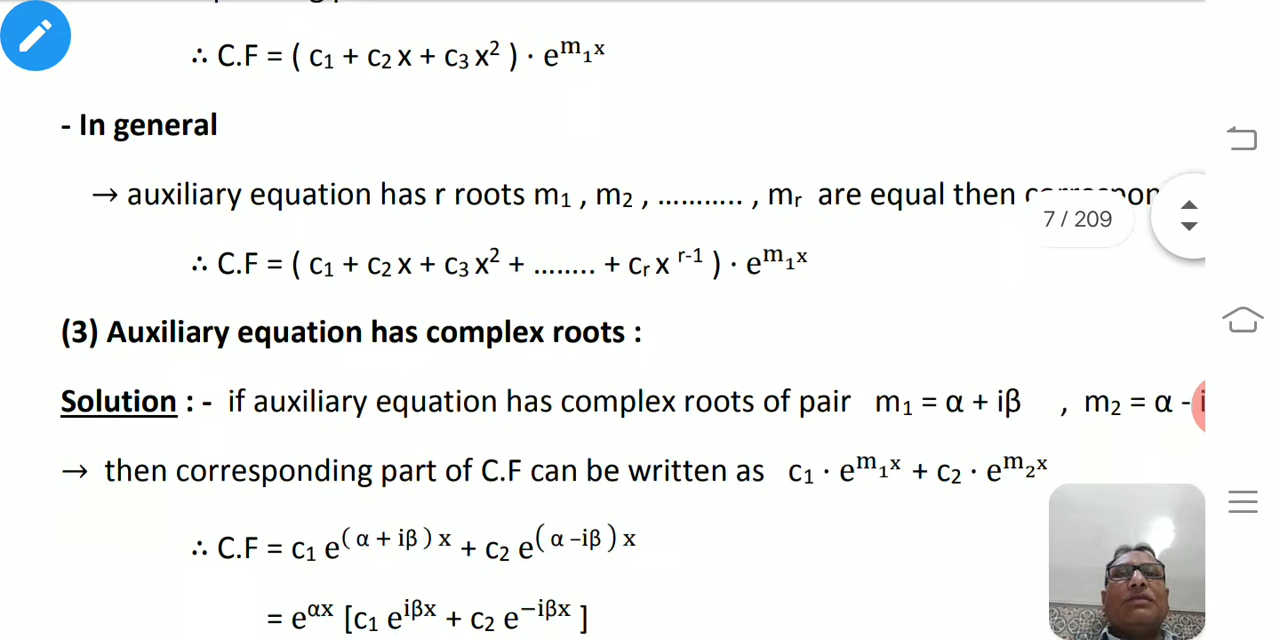 ∴ C.F = ( c₁ + c₂ x + c₃ x² ) · e^m₁x
- In general
→ auxiliary equation has r roots m₁ , m₂ , ........... , mᵣ are equal then
7 / 209
∴ C.F = ( c₁ + c₂ x + c₃ x² + ........ + cᵣ x ʳ⁻¹ ) · e^m₁x
(3) Auxiliary equation has complex roots :
Solution : - if auxiliary equation has complex roots of pair m₁ = α + iβ , m₂ = α - i
→ then corresponding part of C.F can be written as c₁ · e^m₁x + c₂ · e^m₂x
∴ C.F = c₁ e^( α + iβ ) x + c₂ e^( α –iβ ) x
= e^αx [c₁ e^iβx + c₂ e^–iβx ]